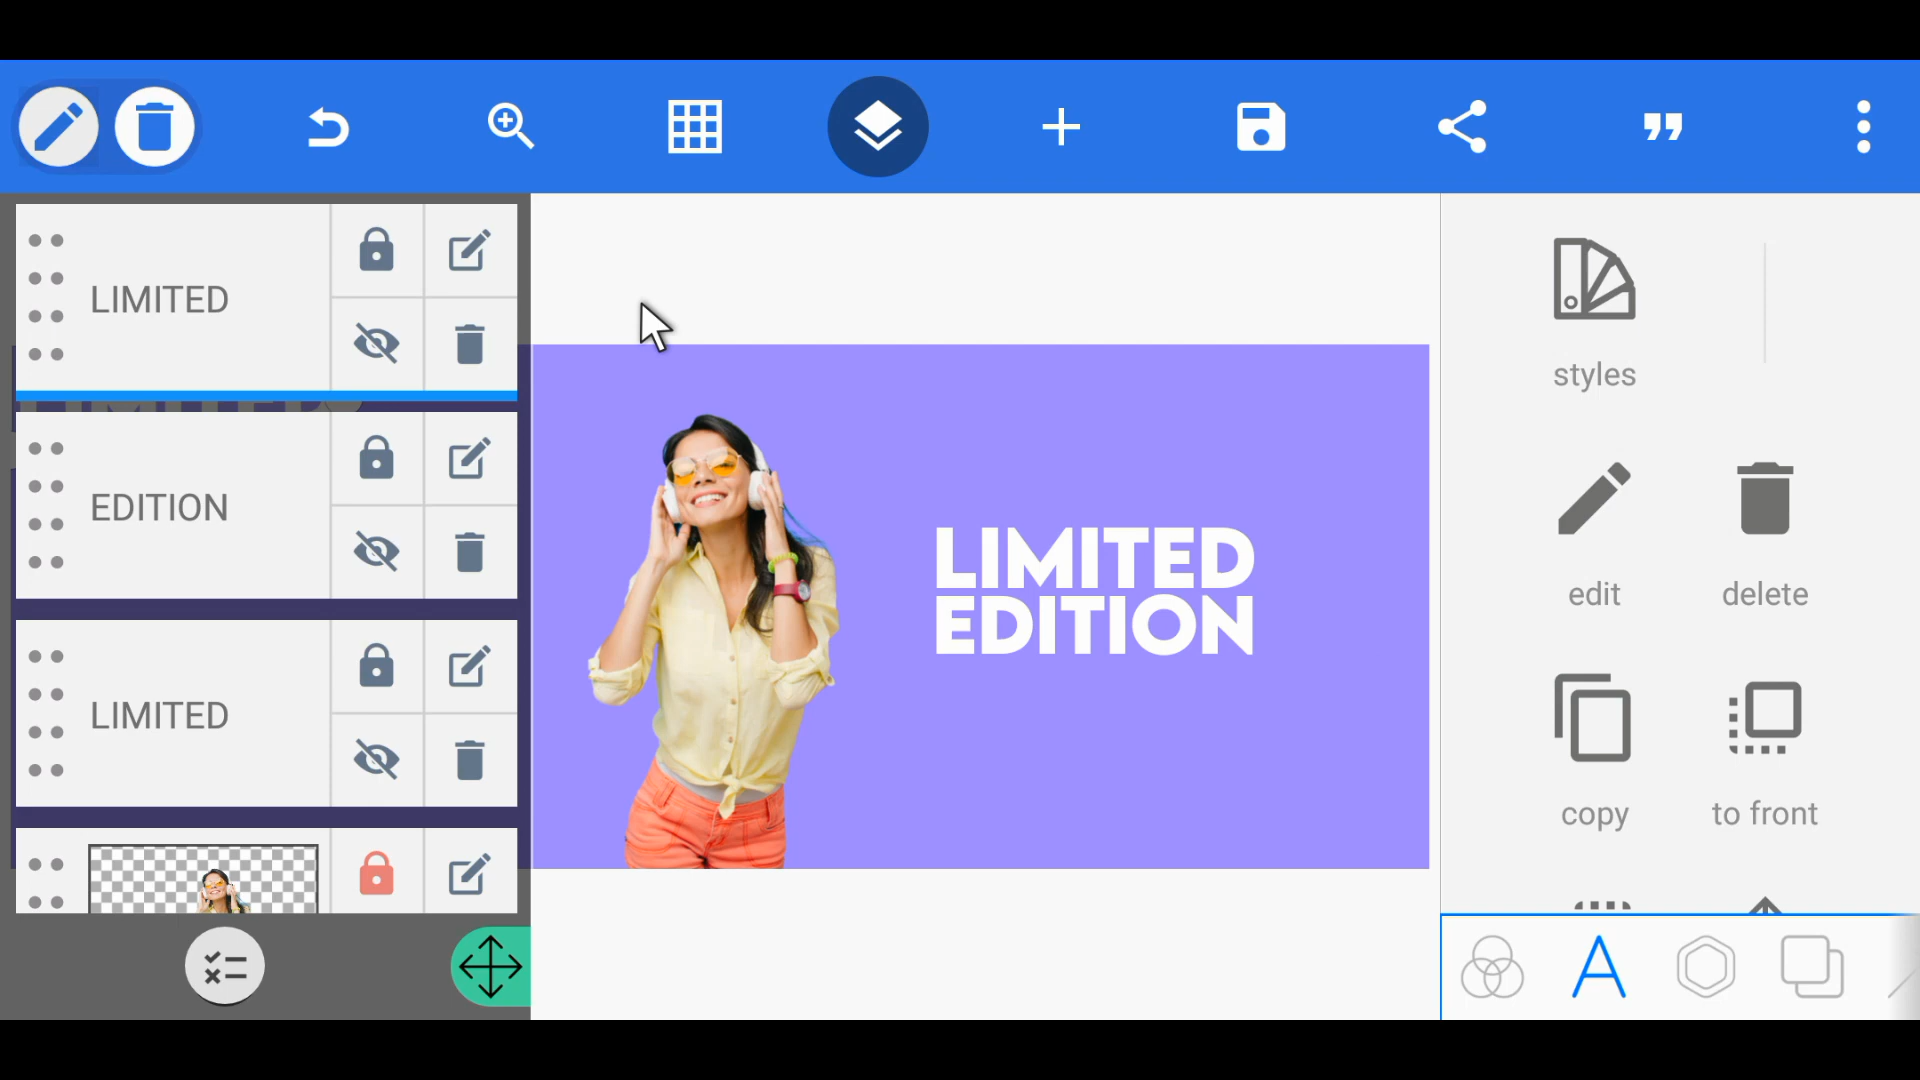 LIMITED
EDITION
LIMITED
LIMITED
EDITION
styles
edit
delete
copy
to front